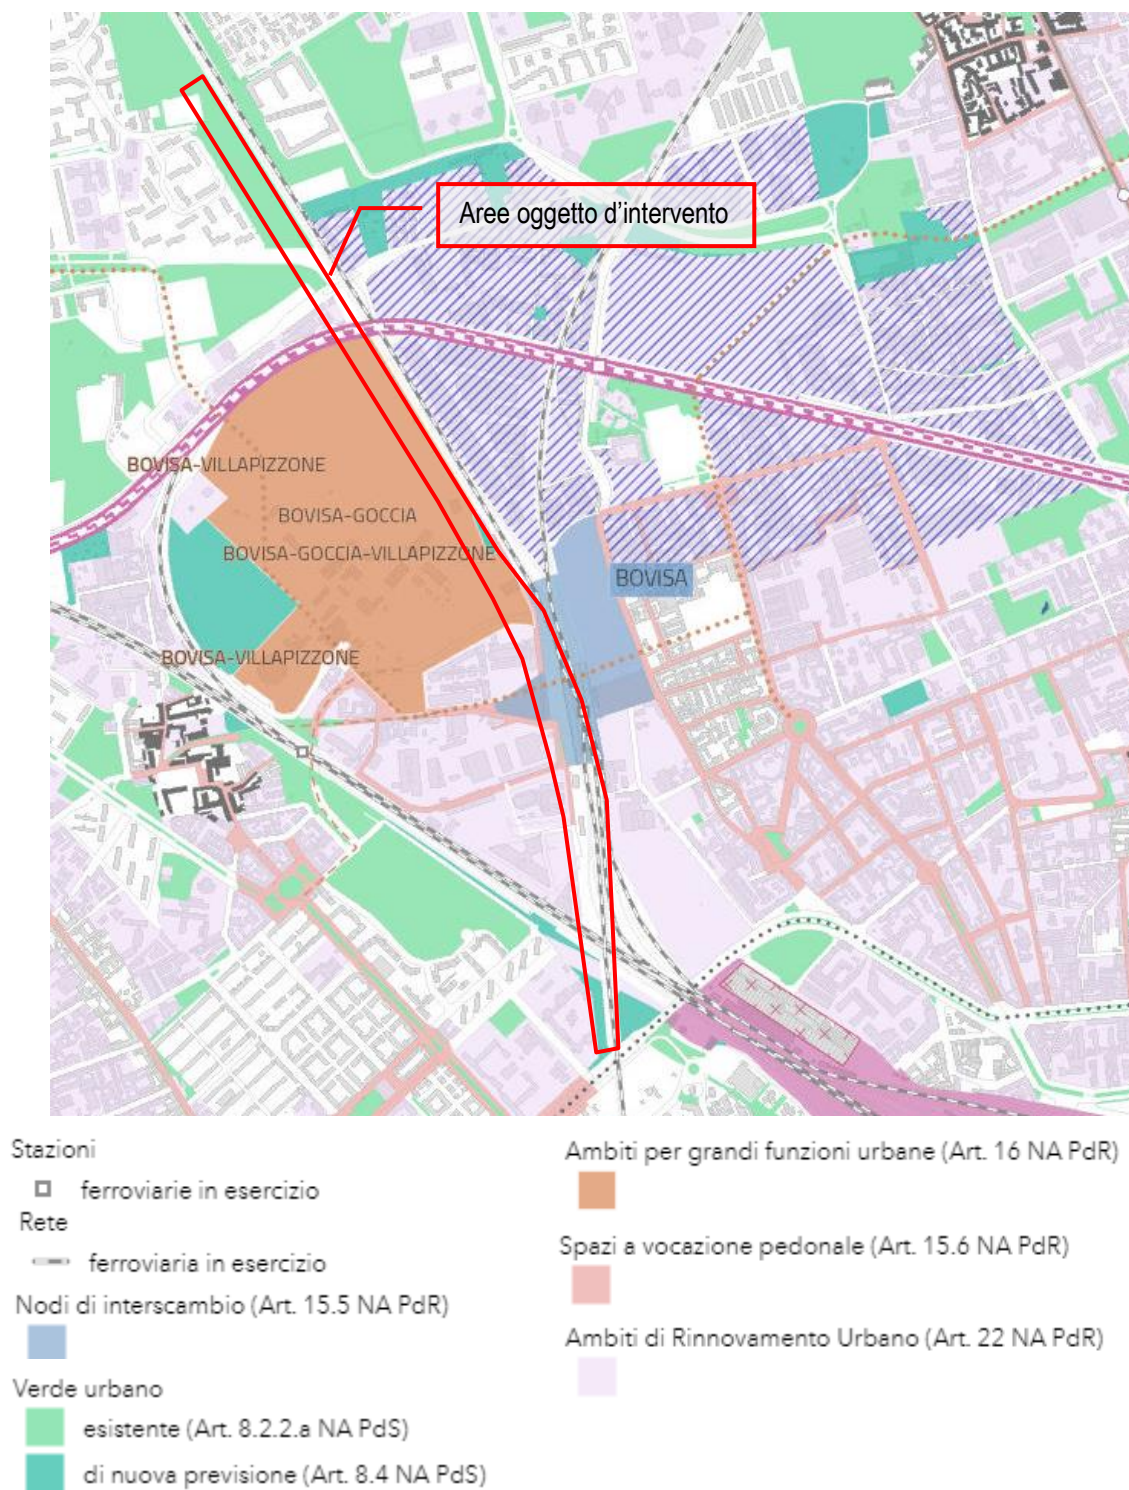 Aree oggetto d'intervento
BOVISA-VILLAPIZZONE
BOVISA-GOCCIA
BOVISA-GOCCIA-VILLAPIZZONE
BOVISA
BOVISA-VILLAPIZZONE
Stazioni
ferroviarie in esercizio
Rete
ferroviaria in esercizio
Nodi di interscambio (Art. 15.5 NA PdR)
Verde urbano
esistente (Art. 8.2.2.a NA PdS)
di nuova previsione (Art. 8.4 NA PdS)
Ambiti per grandi funzioni urbane (Art. 16 NA PdR)
Spazi a vocazione pedonale (Art. 15.6 NA PdR)
Ambiti di Rinnovamento Urbano (Art. 22 NA PdR)